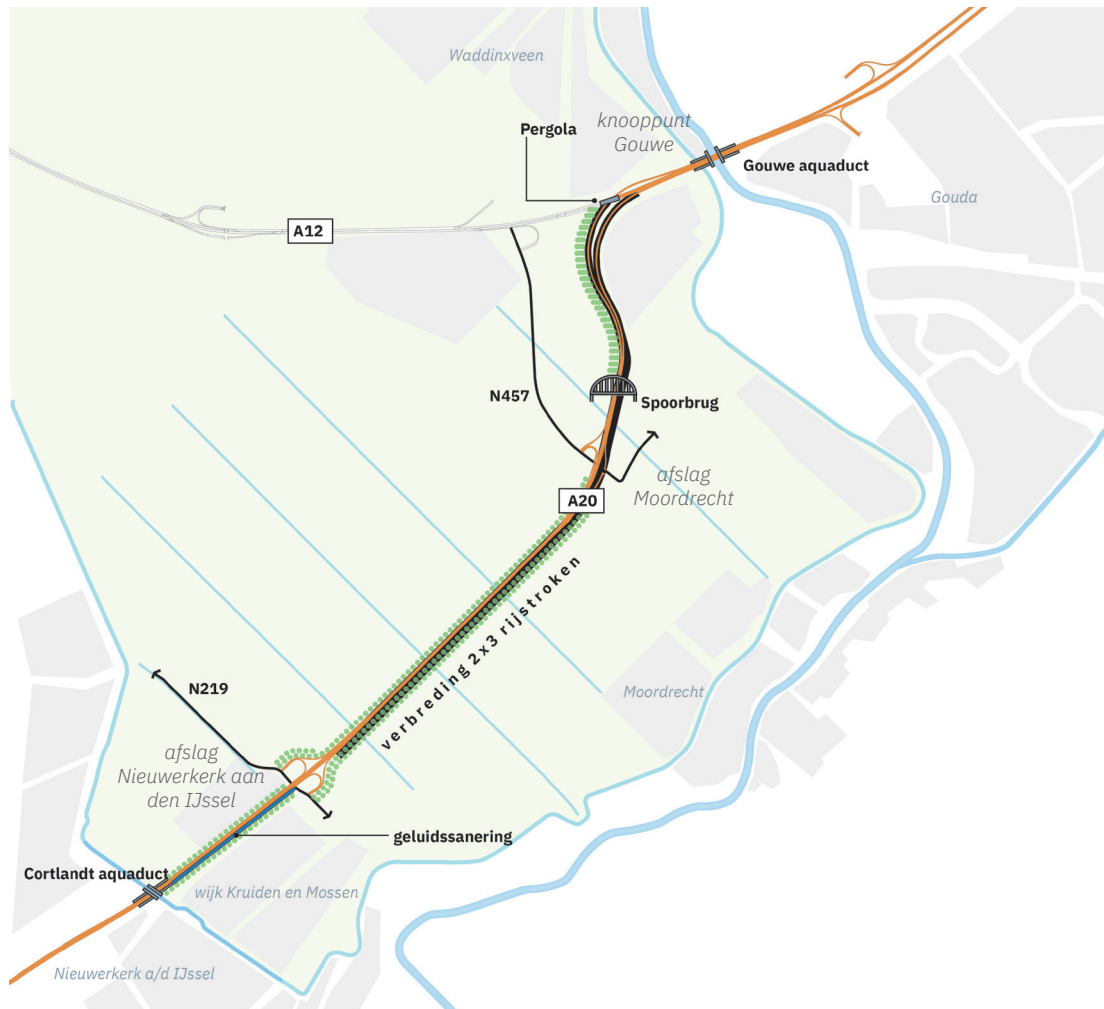 Waddinxveen
Pergola
knooppunt
Gouwe
Gouwe aquaduct
Gouda
A12
N457
Spoorbrug
afslag
Moordrecht
A20
verbreding 2x3 rijstroken
Moordrecht
N219
afslag
Nieuwerkerk aan
den IJssel
geluidssanering
Cortlandt aquaduct
wijk Kruiden en Mossen
Nieuwerkerk a/d IJssel